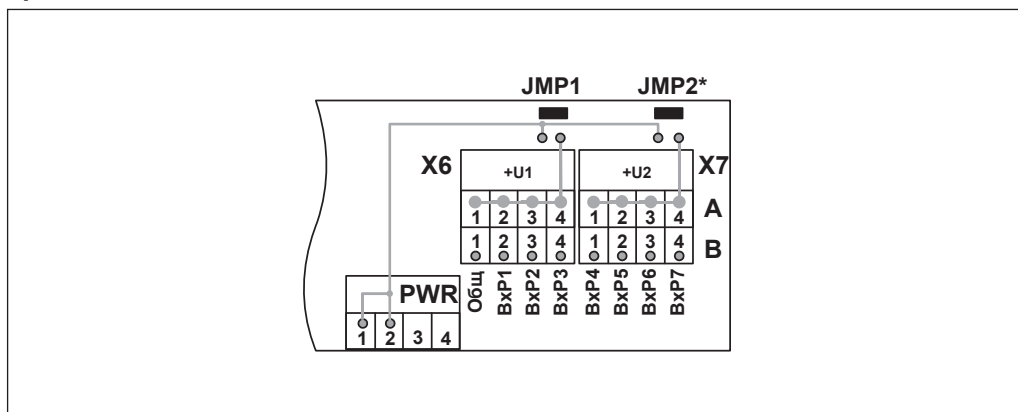 JMP1 JMP2*
X6 +U1 +U2 X7
1 2 3 4 1 2 3 4 A
1 2 3 4 1 2 3 4 B
Общ ВхР1 ВхР2 ВхР3 ВхР4 ВхР5 ВхР6 ВхР7
PWR
1 2 3 4